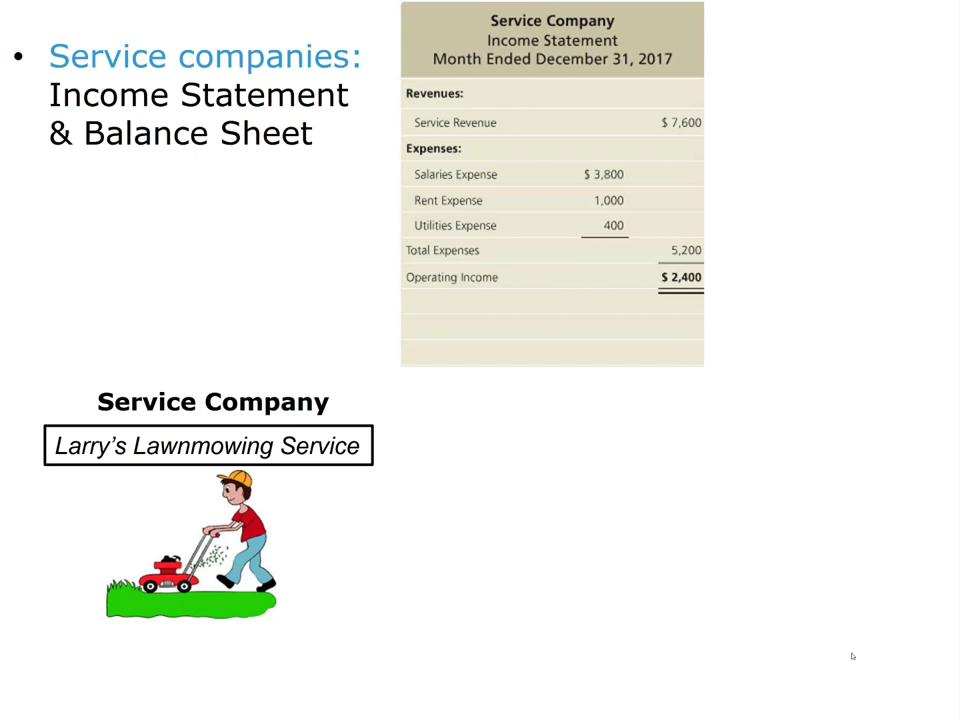 • Service companies:
Income Statement
& Balance Sheet
Service Company
Income Statement
Month Ended December 31, 2017
Revenues:
Service Revenue $ 7,600
Expenses:
Salaries Expense $ 3,800
Rent Expense 1,000
Utilities Expense 400
Total Expenses 5,200
Operating Income $ 2,400
Service Company
Larry’s Lawnmowing Service